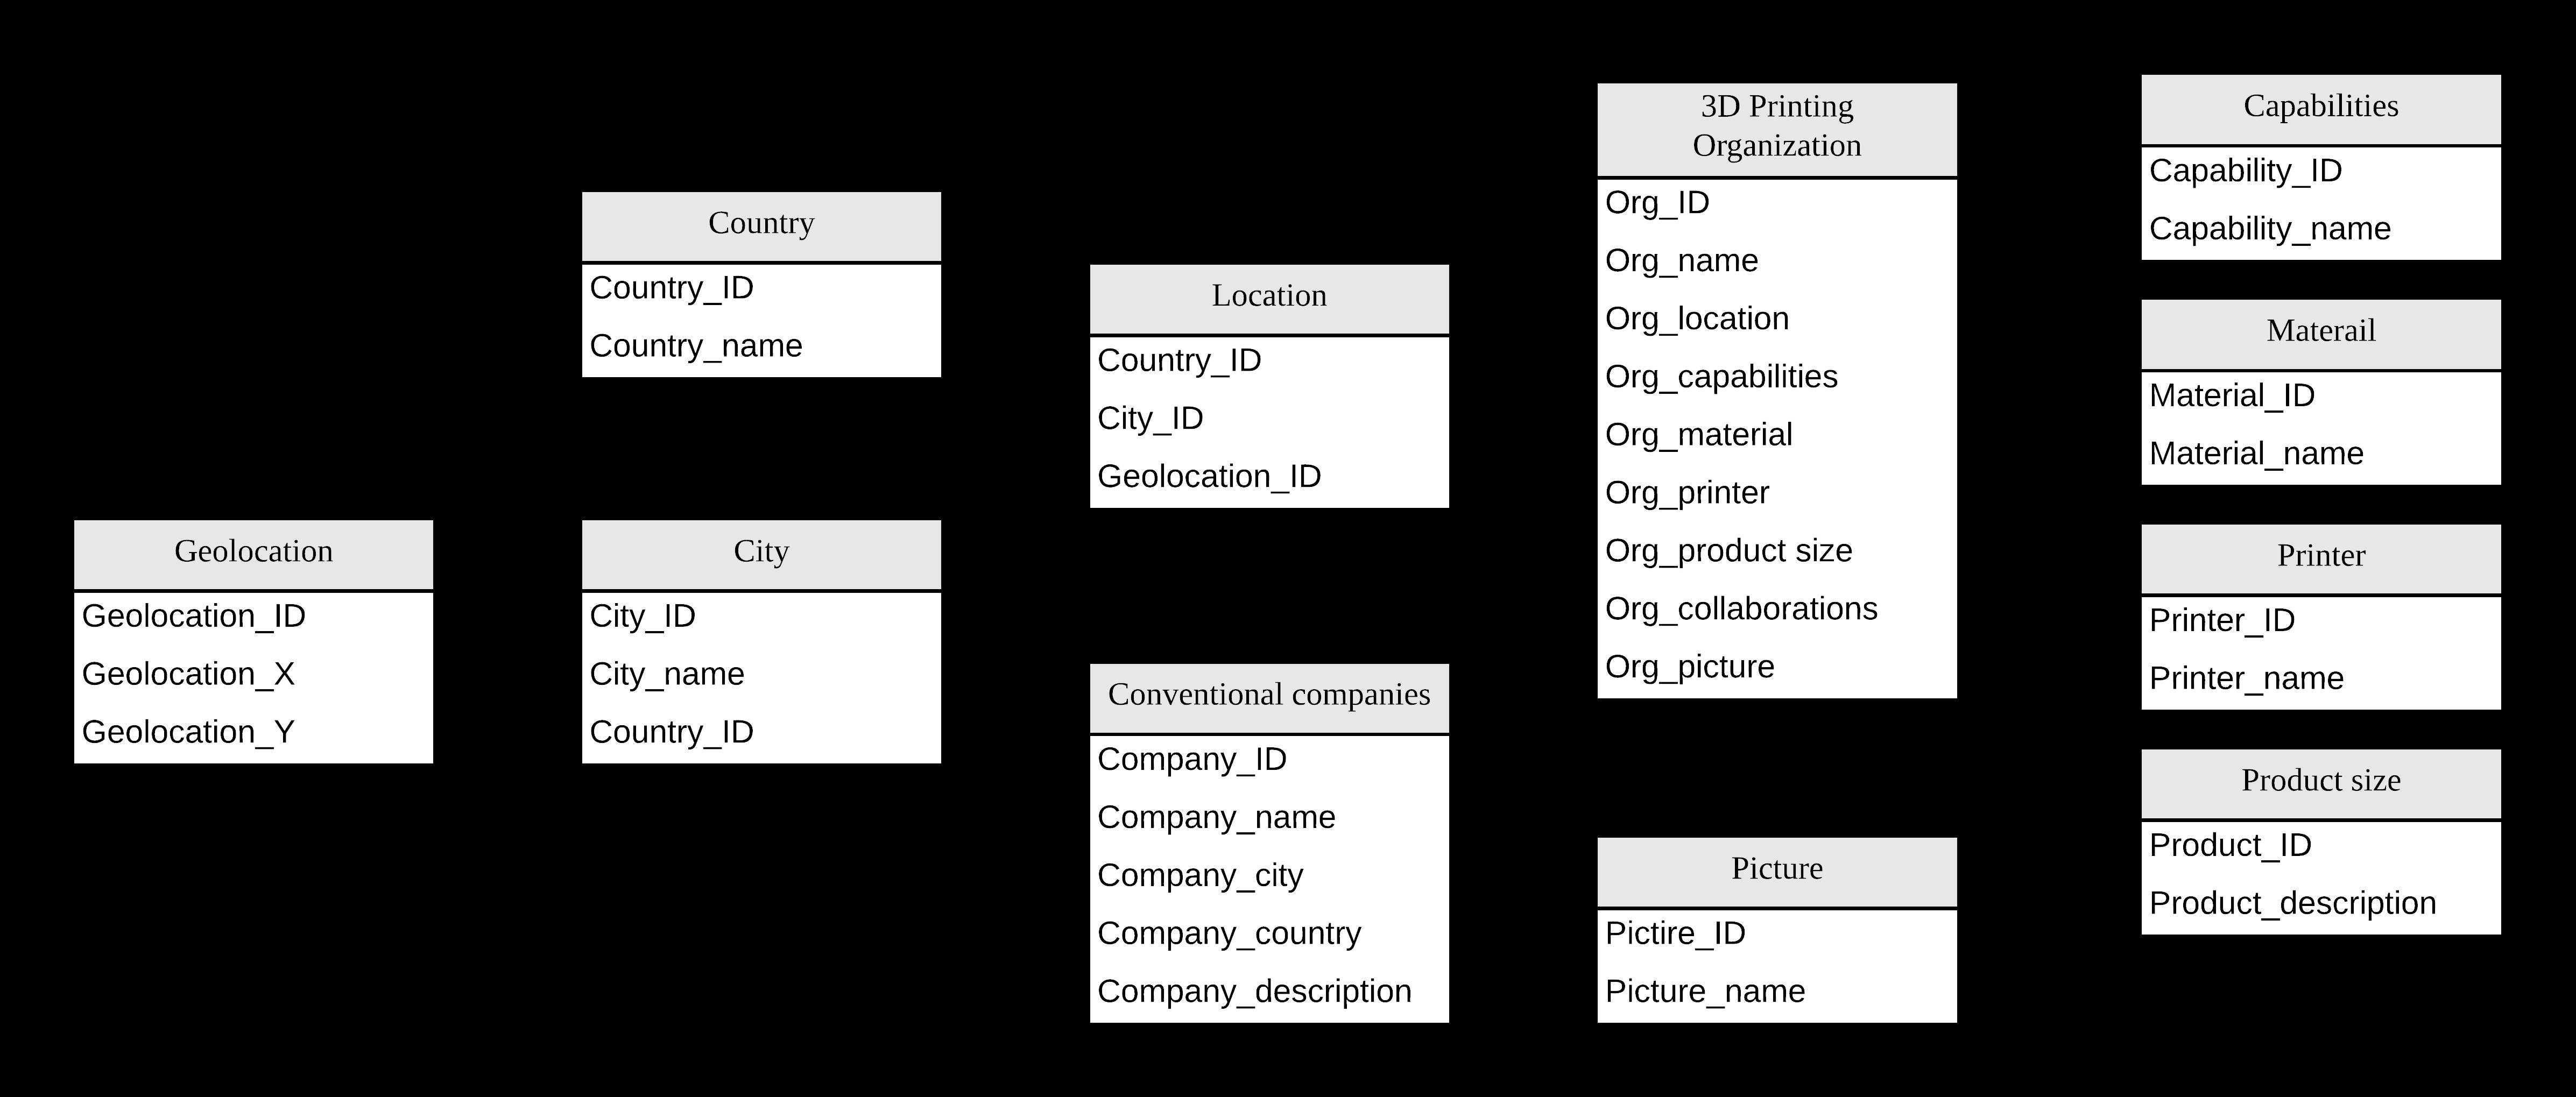 Geolocation
Geolocation_ID
Geolocation_X
Geolocation_Y
Country
Country_ID
Country_name
City
City_ID
City_name
Country_ID
Location
Country_ID
City_ID
Geolocation_ID
Conventional companies
Company_ID
Company_name
Company_city
Company_country
Company_description
3D Printing
Organization
Org_ID
Org_name
Org_location
Org_capabilities
Org_material
Org_printer
Org_product size
Org_collaborations
Org_picture
Picture
Pictire_ID
Picture_name
Capabilities
Capability_ID
Capability_name
Materail
Material_ID
Material_name
Printer
Printer_ID
Printer_name
Product size
Product_ID
Product_description